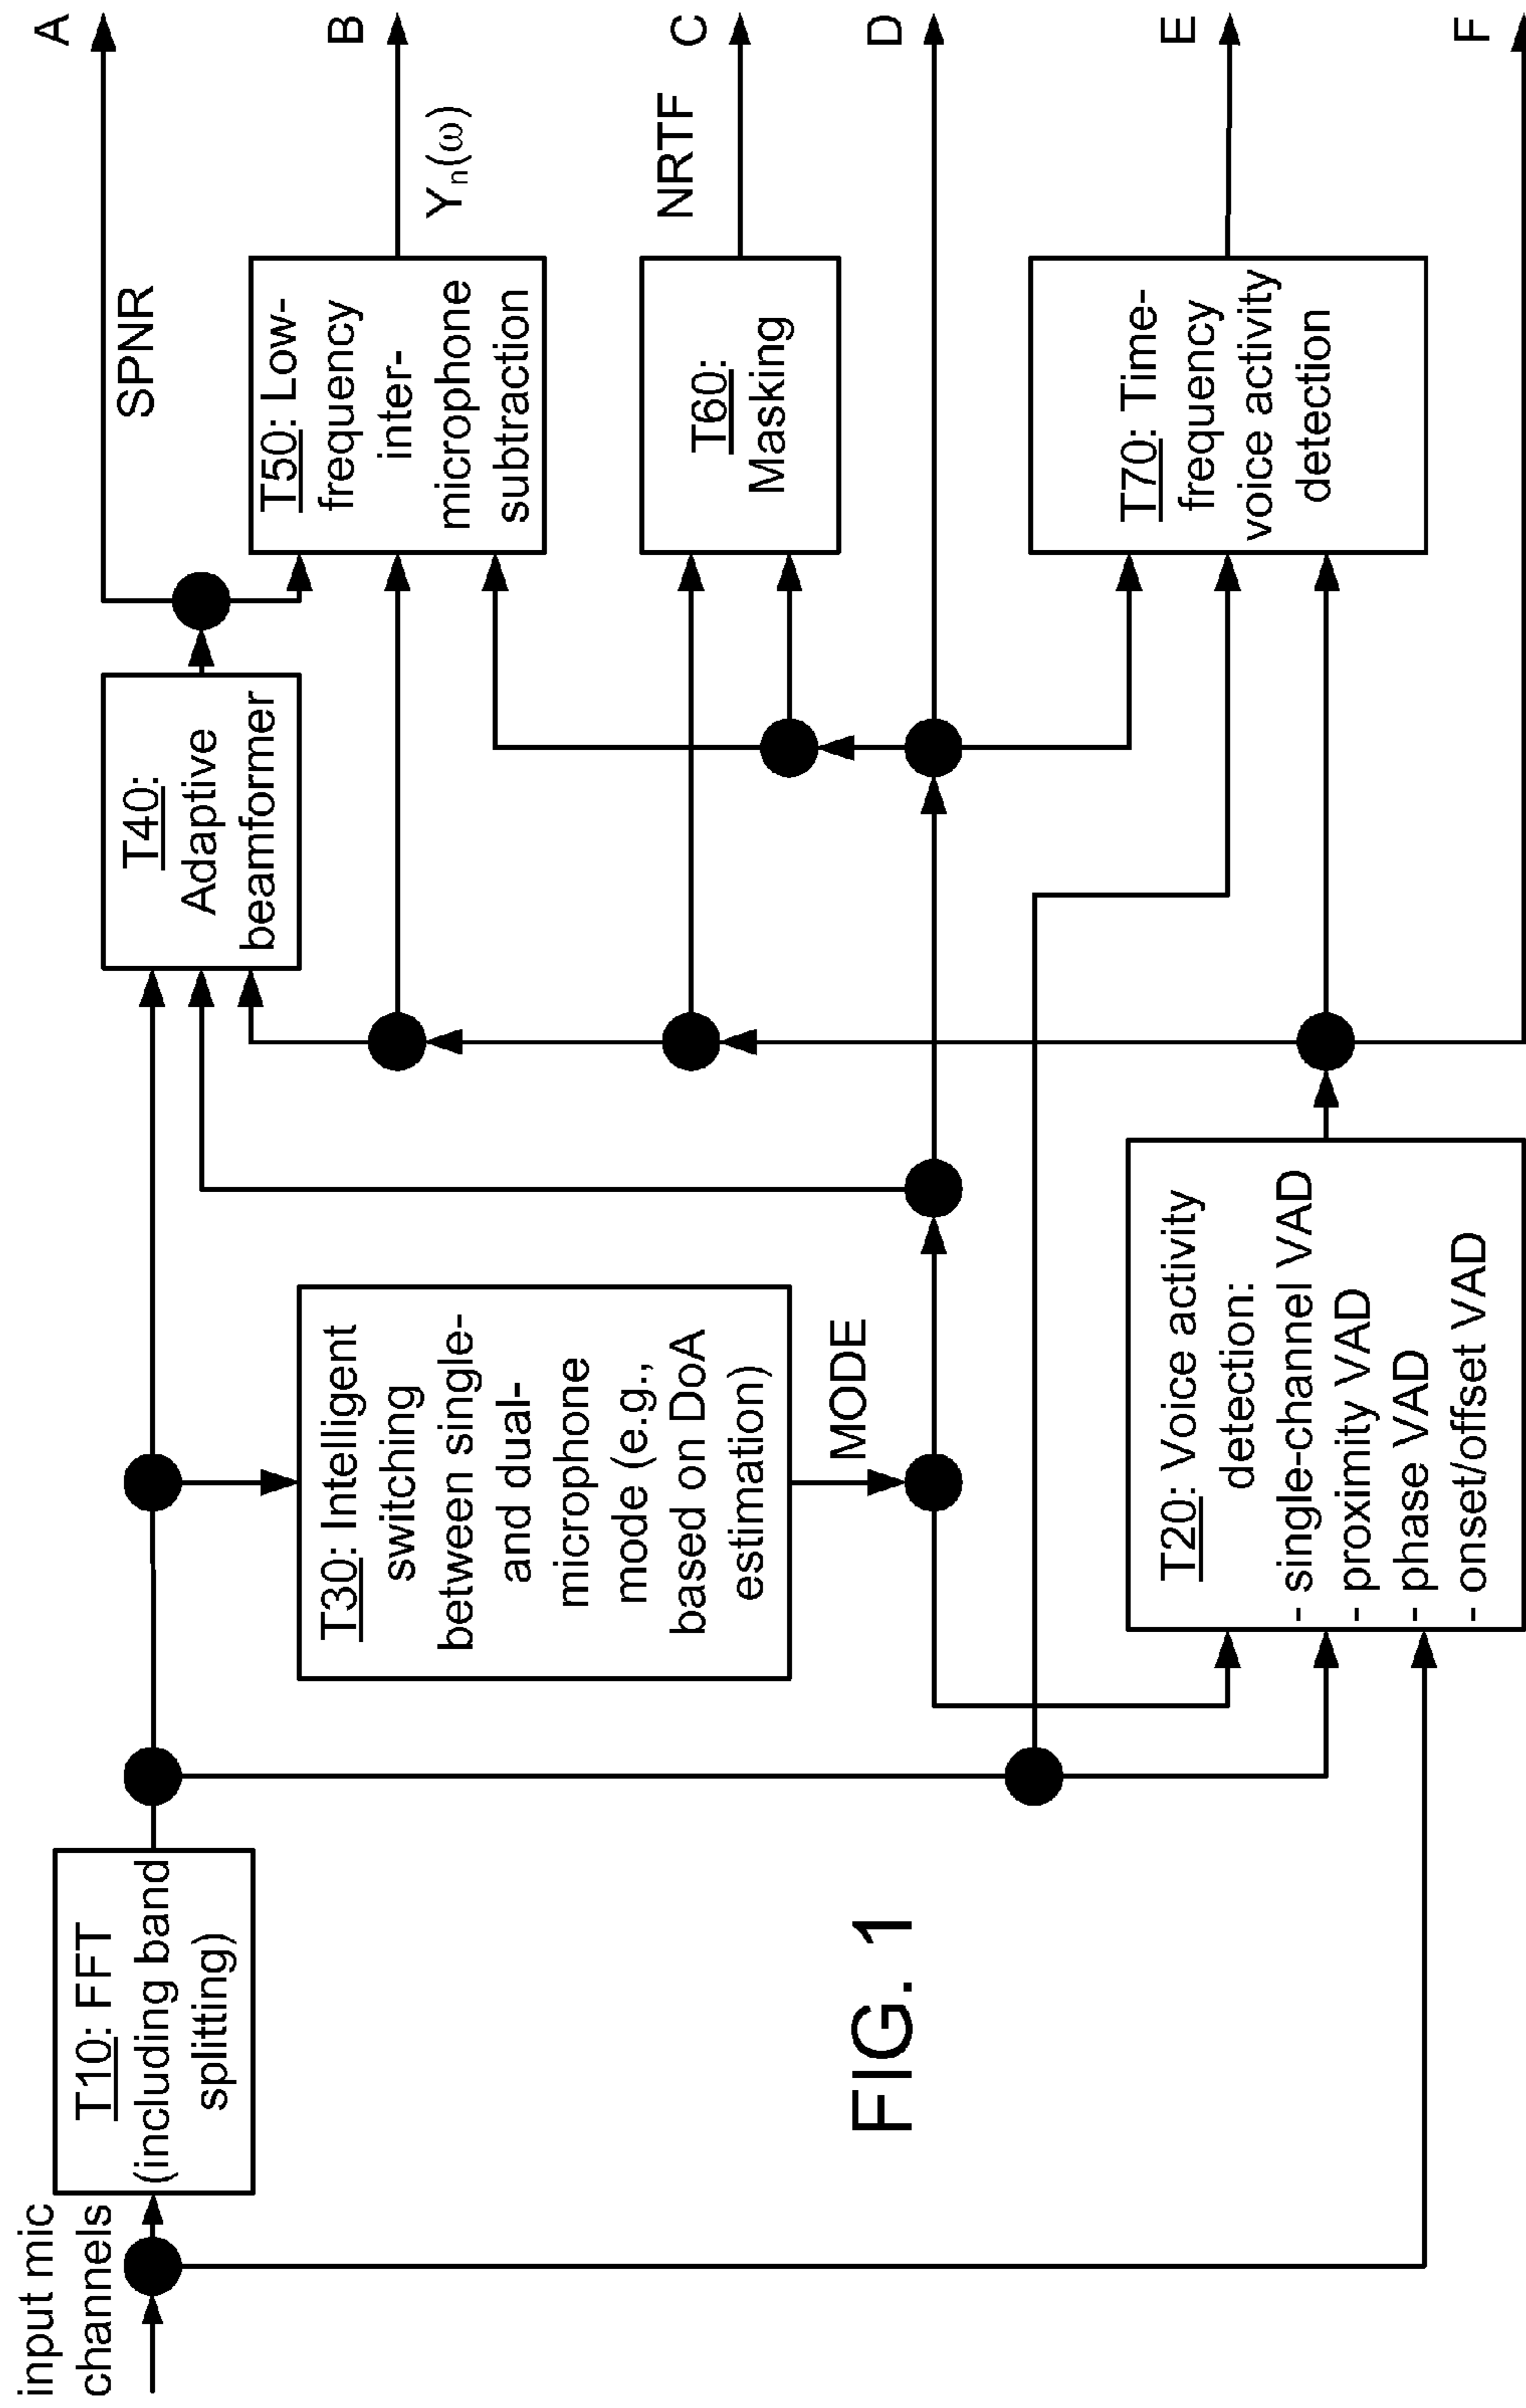 input mic
channels
T10: FFT
(including band
splitting)
T30: Intelligent
switching
between single-
and dual-
microphone
mode (e.g.,
based on DoA
estimation)
MODE
T20: Voice activity
detection:
- single-channel VAD
- proximity VAD
- phase VAD
- onset/offset VAD
T40:
Adaptive
beamformer
SPNR
T50: Low-
frequency
inter-
microphone
subtraction
Yn(ω)
T60:
Masking
NRTF
T70: Time-
frequency
voice activity
detection
A
B
C
D
E
F
FIG. 1